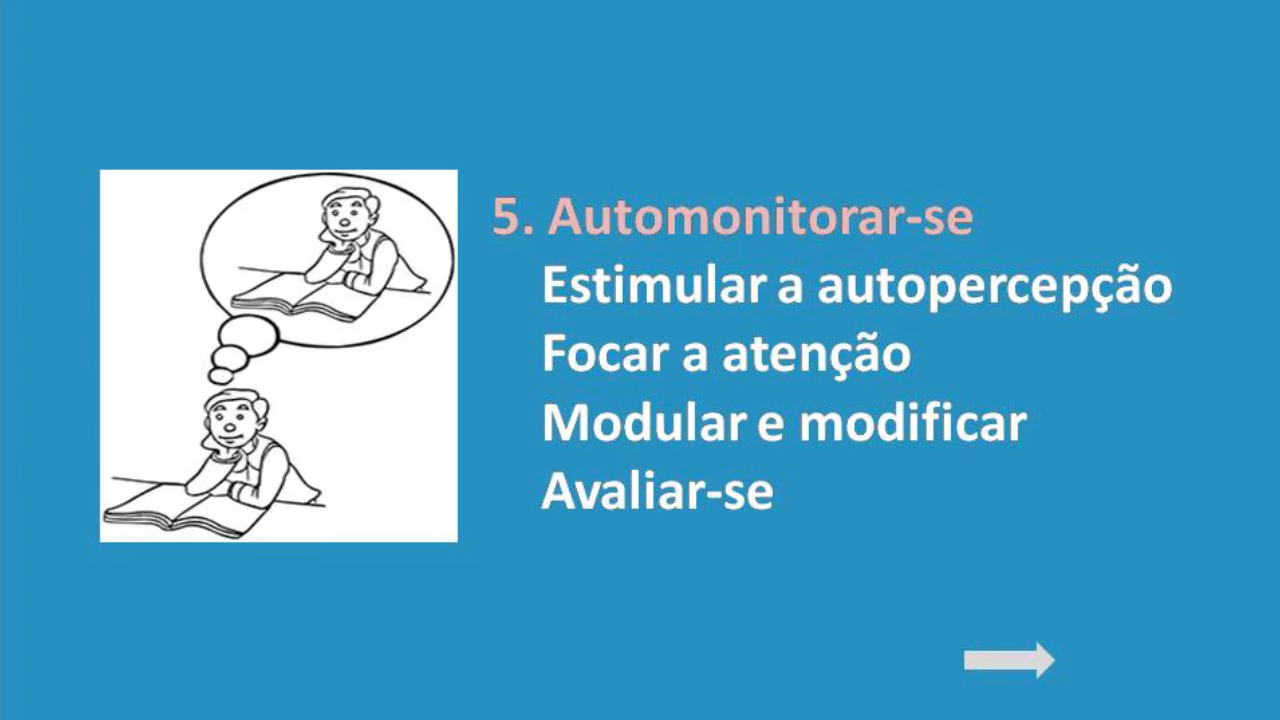 5. Automonitorar-se
Estimular a autopercepção
Focar a atenção
Modular e modificar
Avaliar-se